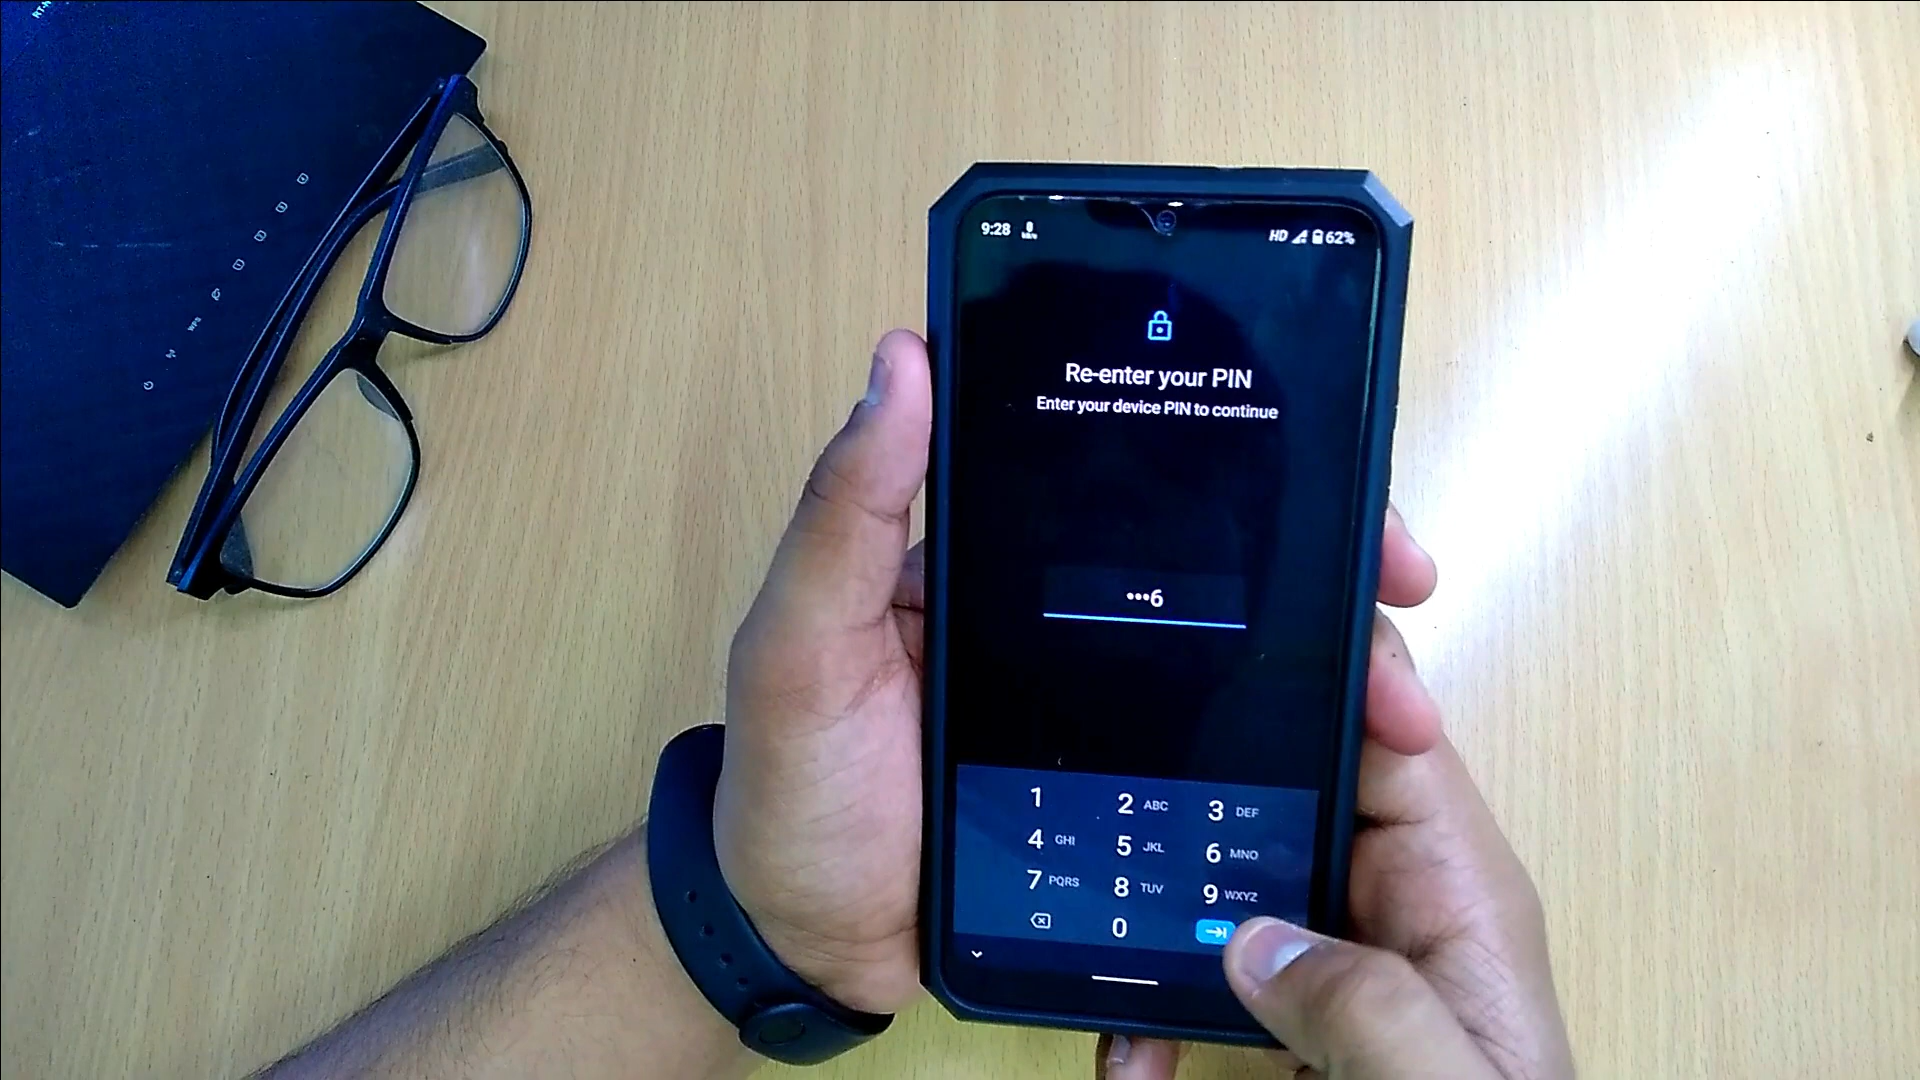 WPS
9:28
HD 62%
Re-enter your PIN
Enter your device PIN to continue
•••6
1 2 ABC 3 DEF
4 GHI 5 JKL 6 MNO
7 PQRS 8 TUV 9 WXYZ
0